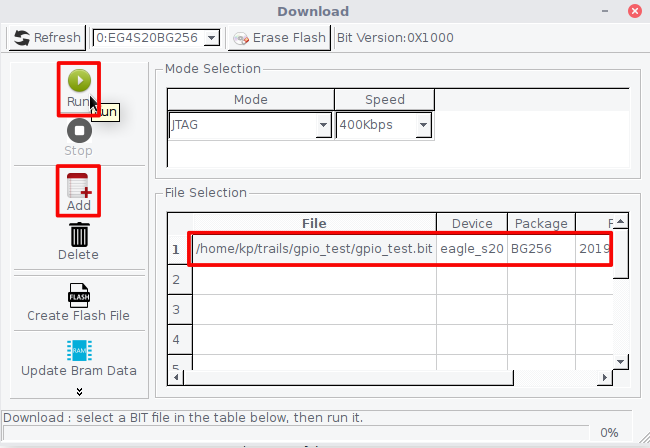 Download
Refresh 0:EG4S20BG256 Erase Flash Bit Version:0X1000
Run
Stop
Add
Delete
FLASH
Create Flash File
BRAM
Update Bram Data
Mode Selection
Mode Speed
JTAG 400Kbps
File Selection
File Device Package
1 /home/kp/trails/gpio_test/gpio_test.bit eagle_s20 BG256 2019
2
3
4
Download : select a BIT file in the table below, then run it.
0%